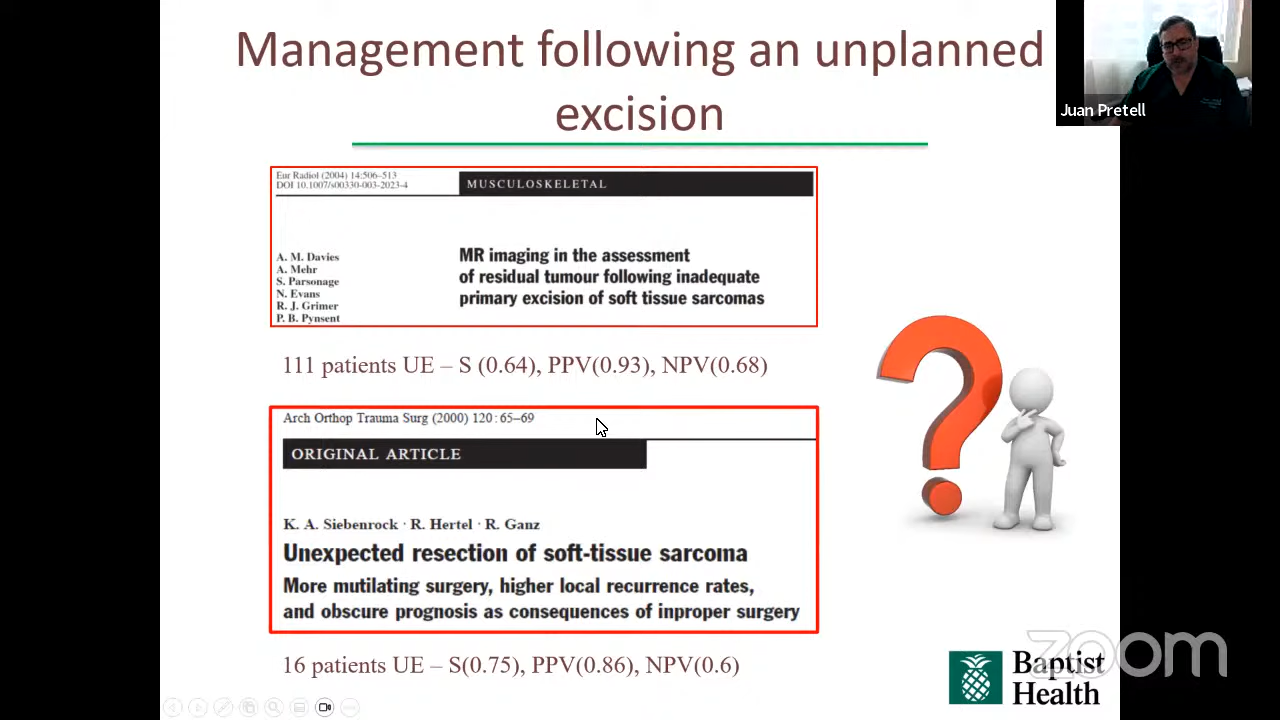 Management following an unplanned
excision
Juan Pretell
Eur Radiol (2004) 14:506–513
DOI 10.1007/s00330-003-2023-4
MUSCULOSKELETAL
A. M. Davies
A. Mehr
S. Parsonage
N. Evans
R. J. Grimer
P. B. Pynsent
MR imaging in the assessment
of residual tumour following inadequate
primary excision of soft tissue sarcomas
111 patients UE – S (0.64), PPV(0.93), NPV(0.68)
Arch Orthop Trauma Surg (2000) 120 : 65–69
ORIGINAL ARTICLE
K. A. Siebenrock · R. Hertel · R. Ganz
Unexpected resection of soft-tissue sarcoma
More mutilating surgery, higher local recurrence rates,
and obscure prognosis as consequences of inproper surgery
16 patients UE – S(0.75), PPV(0.86), NPV(0.6)
zoom
Baptist
Health